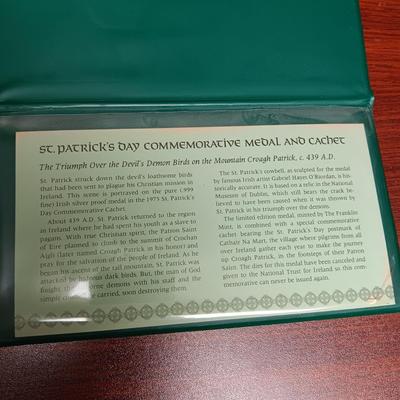 ST. PATRICK'S DAY COMMEMORATIVE MEDAL AND CACHET
The Triumph Over the Devil's Demon Birds on the Mountain Croagh Patrick, c. 439 A.D.
St. Patrick struck down the devil's loathsome birds
that had been sent to plague his Christian mission in
Ireland. This scene is portrayed on the pure (.999
fine) Irish silver proof medal in the 1975 St. Patrick's
Day Commemorative Cachet.
About 439 A.D. St. Patrick returned to the region
in Ireland where he had spent his youth as a slave to
pagans. With true Christian spirit, the Patron Saint
of Eire planned to climb to the summit of Cruchan
Aigli (later named Croagh Patrick in his honor) and
pray for the salvation of the people of Ireland. As he
began his ascent of the tall mountain, St. Patrick was
attacked by hideous dark birds. But, the man of God
fought the airborne demons with his staff and the
simple cowbell he carried, soon destroying them.
The St. Patrick's cowbell, as sculpted for the medal
by famous Irish artist Gabriel Hayes O'Riordan, is his-
torically accurate. It is based on a relic in the National
Museum of Dublin, which still bears the crack be-
lieved to have been caused when it was thrown by
St. Patrick in his triumph over the demons.
The limited edition medal, minted by The Franklin
Mint, is combined with a special commemorative
cachet bearing the St. Patrick's Day postmark of
Cathair Na Mart, the village where pilgrims from all
over Ireland gather each year to make the journey
up Croagh Patrick, in the footsteps of their Patron
Saint. The dies for this medal have been canceled and
given to the National Trust for Ireland so this com-
memorative can never be issued again.